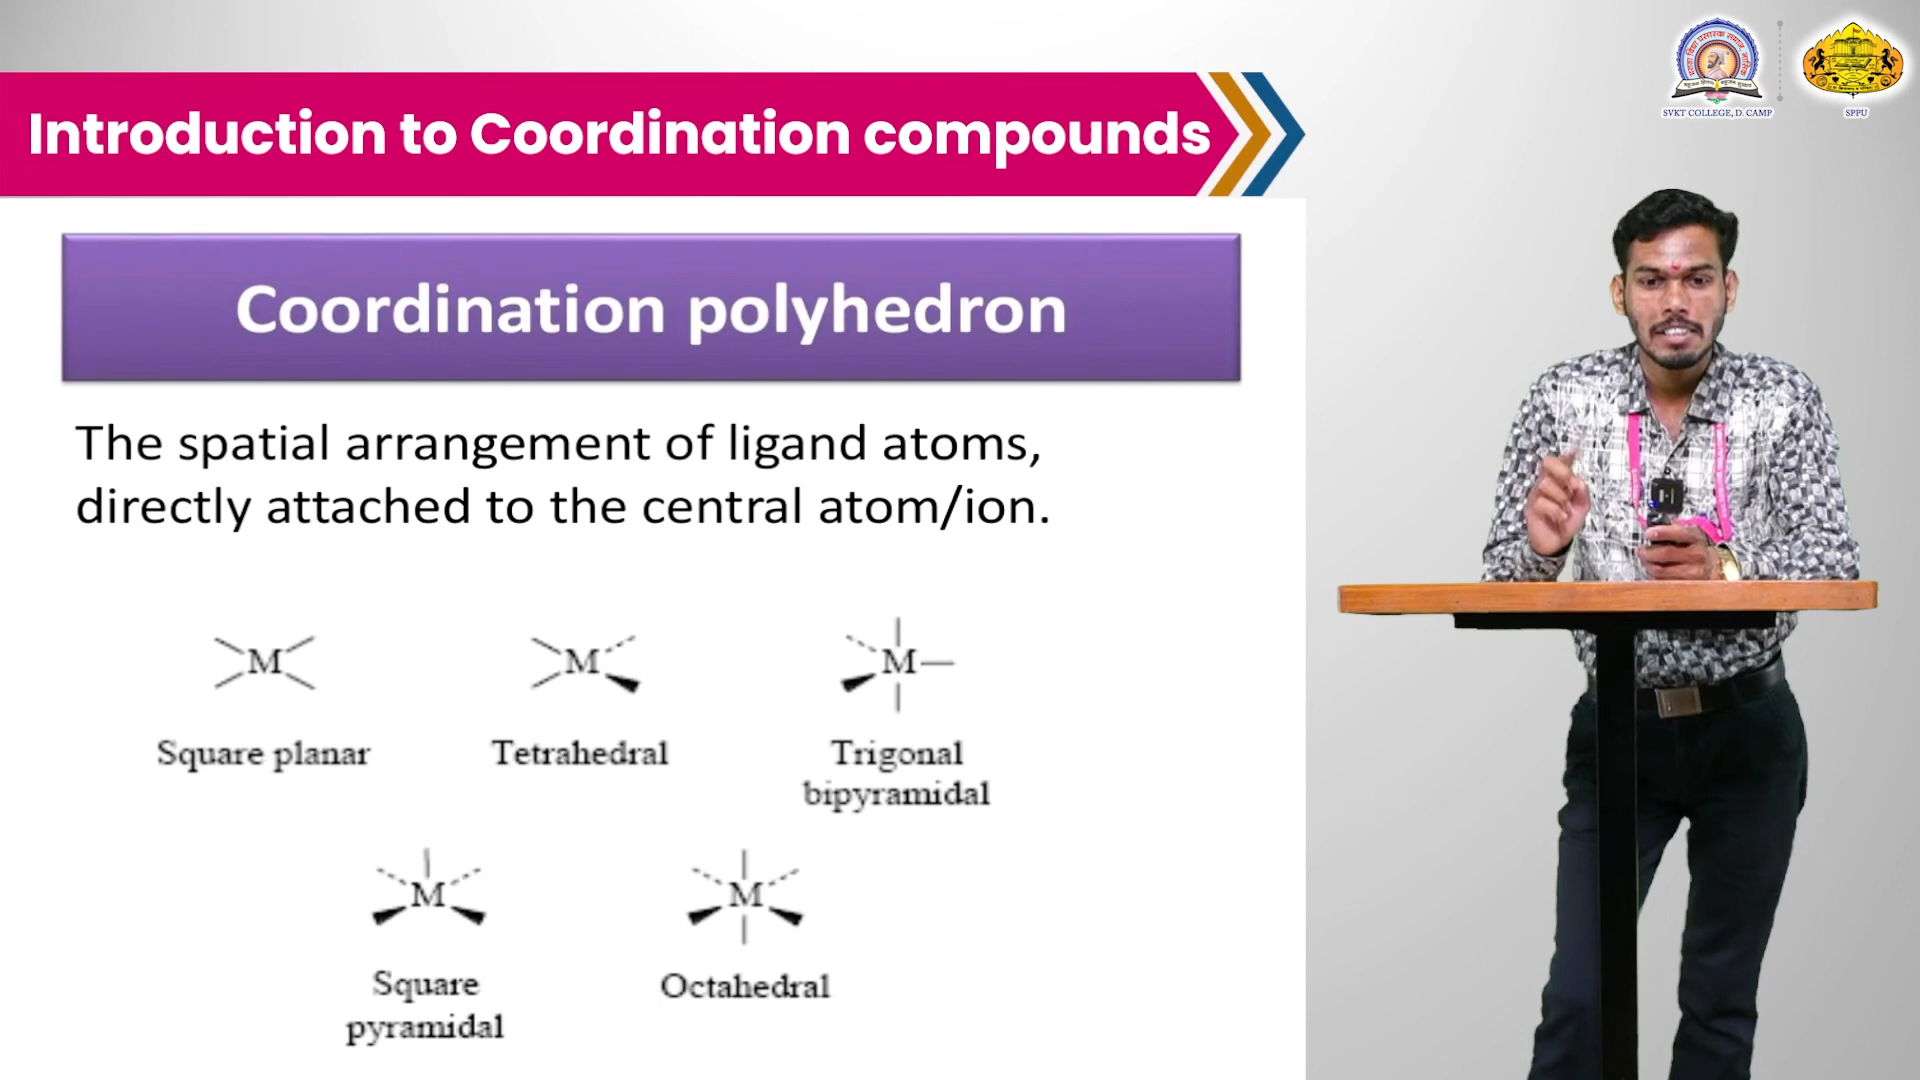 SVKT COLLEGE, D. CAMP
SPPU
Introduction to Coordination compounds
Coordination polyhedron
The spatial arrangement of ligand atoms,
directly attached to the central atom/ion.
M
M
M
Square planar
Tetrahedral
Trigonal
bipyramidal
M
M
Square
pyramidal
Octahedral